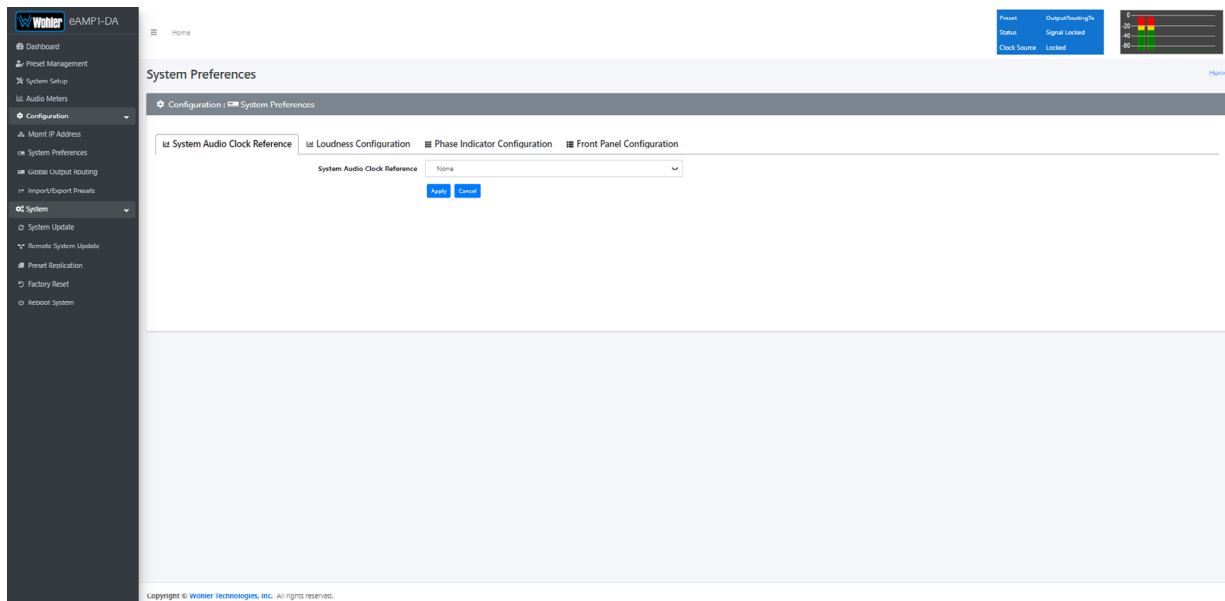 Wohler eAMP1-DA
Dashboard
Preset Management
System Setup
Audio Meters
Configuration
Mgmt IP Address
System Preferences
Global Output Routing
Import/Export Presets
System
System Update
Remote System Update
Preset Replication
Factory Reset
Reboot System
Home
Preset OutputRoutingTe
Status Signal Locked
Clock Source Locked
0
-20
-40
-60
System Preferences
Home
Configuration : System Preferences
System Audio Clock Reference Loudness Configuration Phase Indicator Configuration Front Panel Configuration
System Audio Clock Reference None
Apply Cancel
Copyright © Wohler Technologies, Inc. All rights reserved.